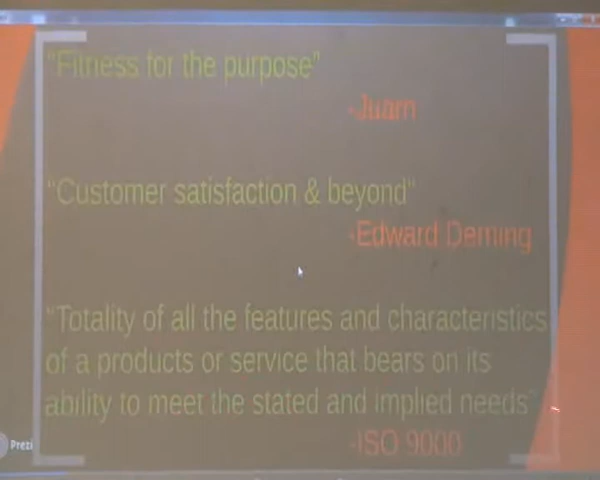 "Fitness for the purpose"
-Juarn
"Customer satisfaction & beyond"
-Edward Deming
"Totality of all the features and characteristics
of a products or service that bears on its
ability to meet the stated and implied needs"
-ISO 9000
Prezi